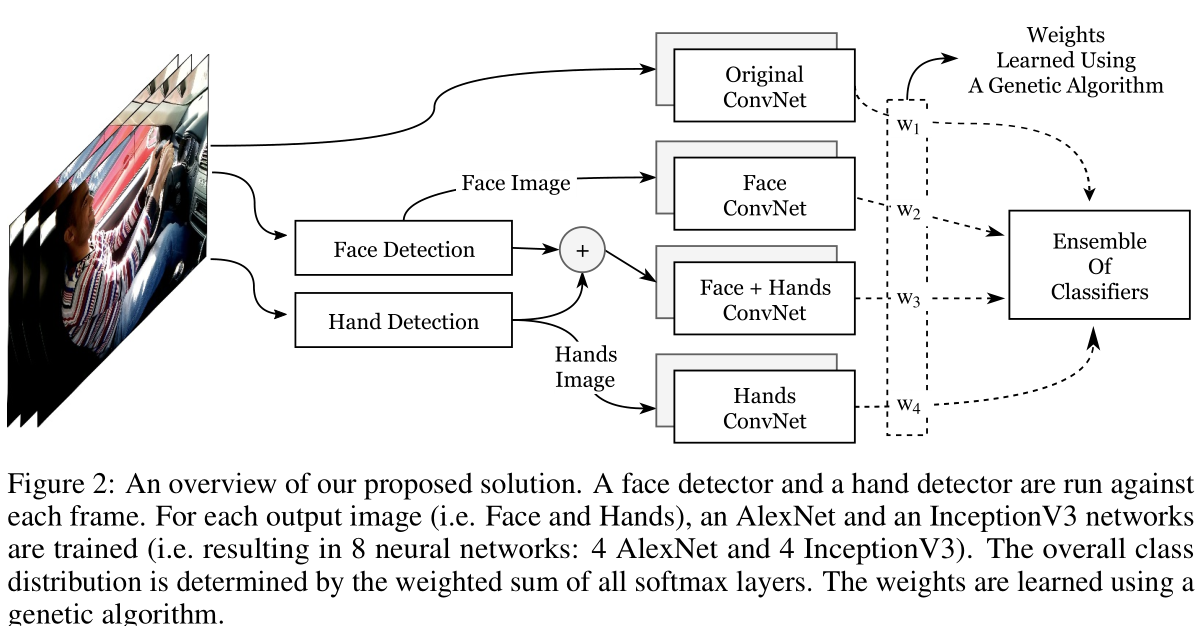 Weights
Learned Using
A Genetic Algorithm
Original
ConvNet
w1
Face Image
Face
ConvNet
w2
Face Detection
+
Ensemble
Of
Classifiers
Face + Hands
ConvNet
w3
Hand Detection
Hands
Image
Hands
ConvNet
w4
Figure 2: An overview of our proposed solution. A face detector and a hand detector are run against
each frame. For each output image (i.e. Face and Hands), an AlexNet and an InceptionV3 networks
are trained (i.e. resulting in 8 neural networks: 4 AlexNet and 4 InceptionV3). The overall class
distribution is determined by the weighted sum of all softmax layers. The weights are learned using a
genetic algorithm.